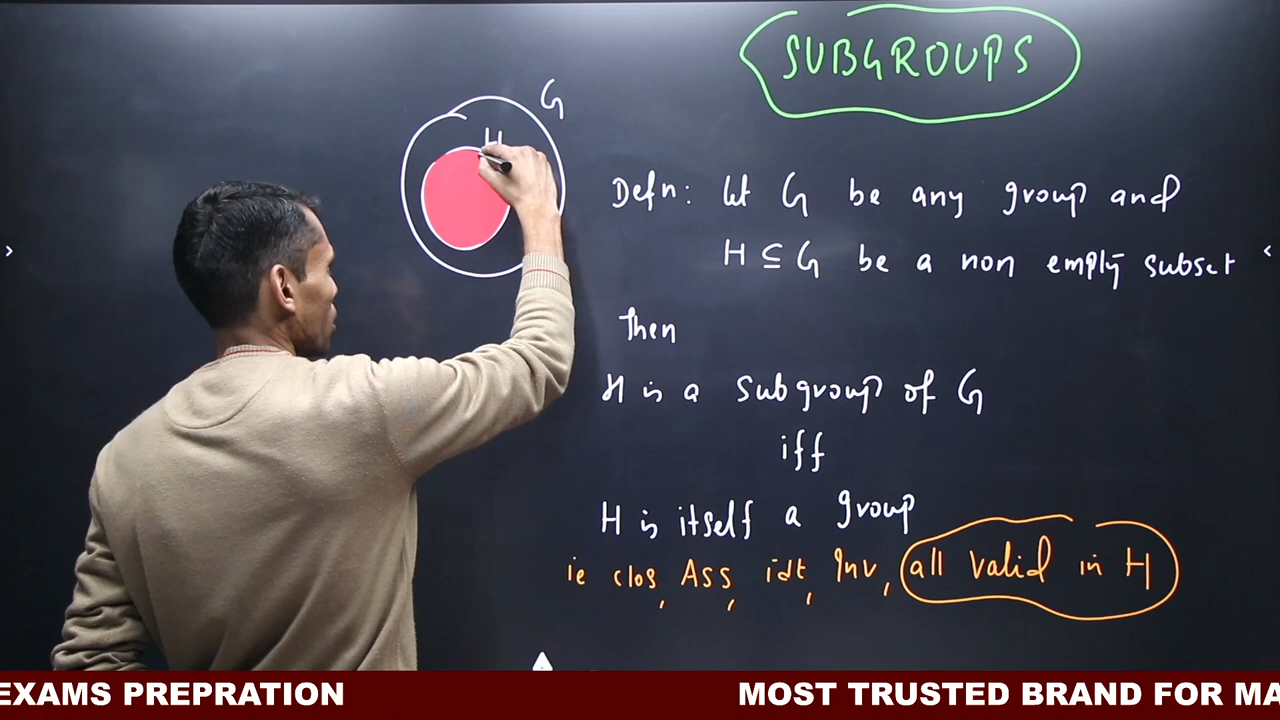 SUBGROUPS
G
H
Defn: Let G be any group and
H ⊆ G be a non empty subset
Then
H is a subgroup of G
iff
H is itself a group
ie clos, Ass, idt, Inv, all valid in H
EXAMS PREPRATION MOST TRUSTED BRAND FOR MA